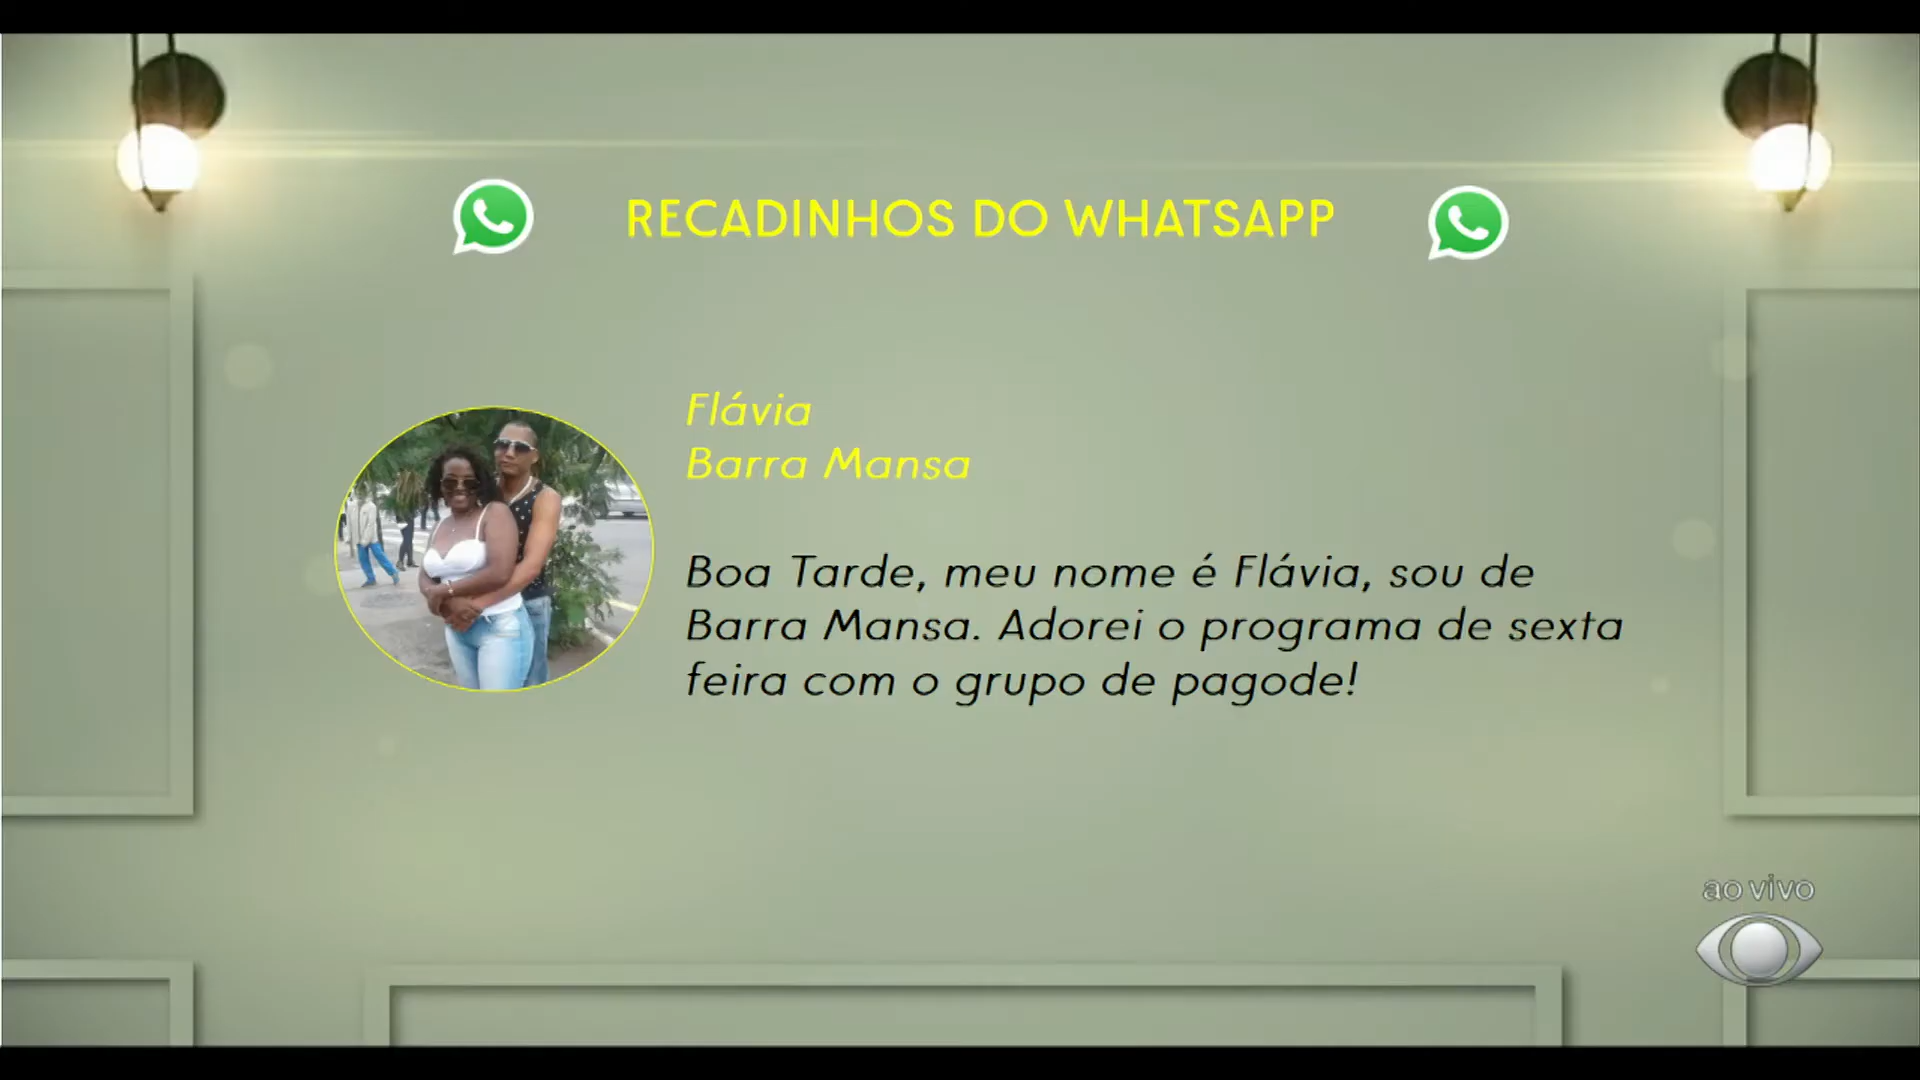 RECADINHOS DO WHATSAPP
Flávia
Barra Mansa
Boa Tarde, meu nome é Flávia, sou de
Barra Mansa. Adorei o programa de sexta
feira com o grupo de pagode!
ao vivo